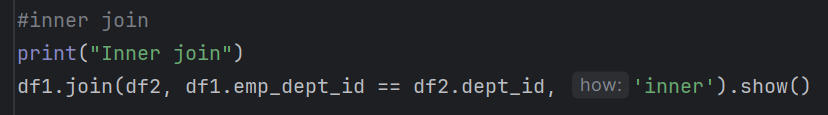 #inner join
print("Inner join")
df1.join(df2, df1.emp_dept_id == df2.dept_id, how: 'inner').show()